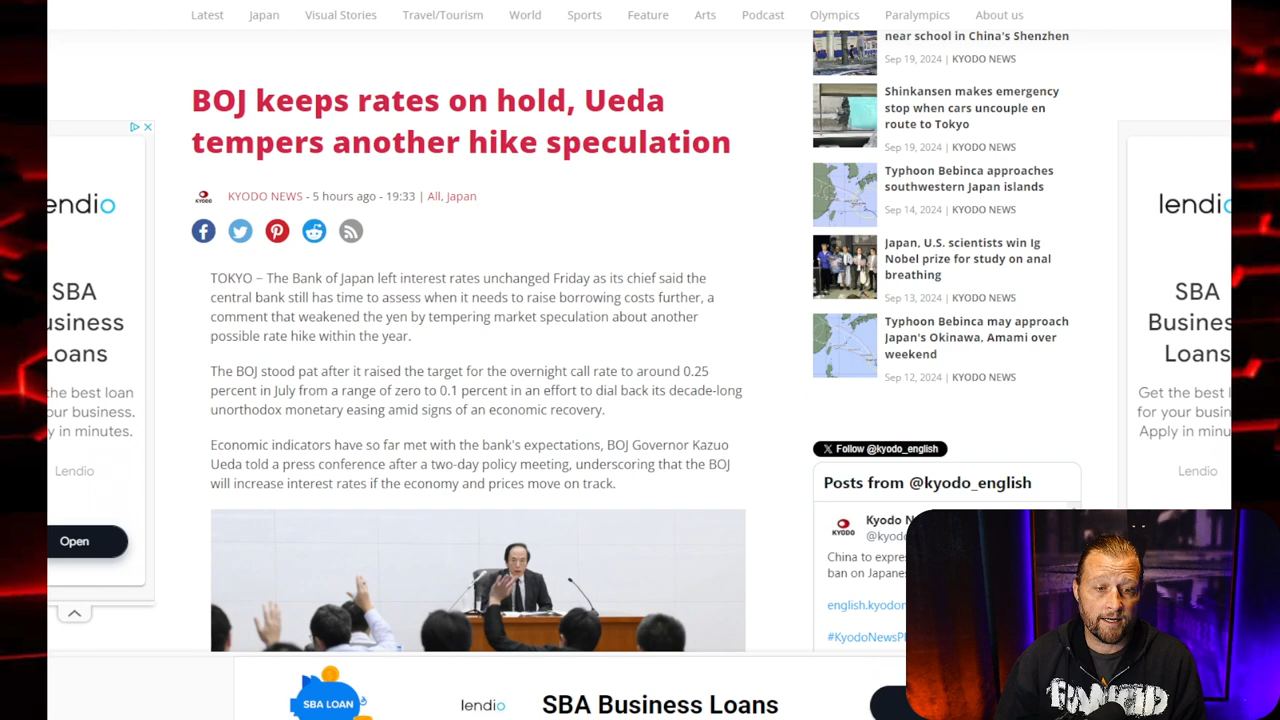 Latest Japan Visual Stories Travel/Tourism World Sports Feature Arts Podcast Olympics Paralympics About us
BOJ keeps rates on hold, Ueda
tempers another hike speculation
KYODO NEWS - 5 hours ago - 19:33 | All, Japan
TOKYO – The Bank of Japan left interest rates unchanged Friday as its chief said the
central bank still has time to assess when it needs to raise borrowing costs further, a
comment that weakened the yen by tempering market speculation about another
possible rate hike within the year.
The BOJ stood pat after it raised the target for the overnight call rate to around 0.25
percent in July from a range of zero to 0.1 percent in an effort to dial back its decade-long
unorthodox monetary easing amid signs of an economic recovery.
Economic indicators have so far met with the bank's expectations, BOJ Governor Kazuo
Ueda told a press conference after a two-day policy meeting, underscoring that the BOJ
will increase interest rates if the economy and prices move on track.
near school in China's Shenzhen
Sep 19, 2024 | KYODO NEWS
Shinkansen makes emergency
stop when cars uncouple en
route to Tokyo
Sep 19, 2024 | KYODO NEWS
Typhoon Bebinca approaches
southwestern Japan islands
Sep 14, 2024 | KYODO NEWS
Japan, U.S. scientists win Ig
Nobel prize for study on anal
breathing
Sep 13, 2024 | KYODO NEWS
Typhoon Bebinca may approach
Japan's Okinawa, Amami over
weekend
Sep 12, 2024 | KYODO NEWS
X Follow @kyodo_english
Posts from @kyodo_english
KYODO
Kyodo N
@kyodo
China to expre
ban on Japane
english.kyodor
#KyodoNewsPl
endio
SBA
usiness
Loans
he best loan
our business.
y in minutes.
Lendio
Open
lendi
SBA
Busines
Loans
Get the best l
for your busin
Apply in minu
Lendio
SBA LOAN
lendio
SBA Business Loans